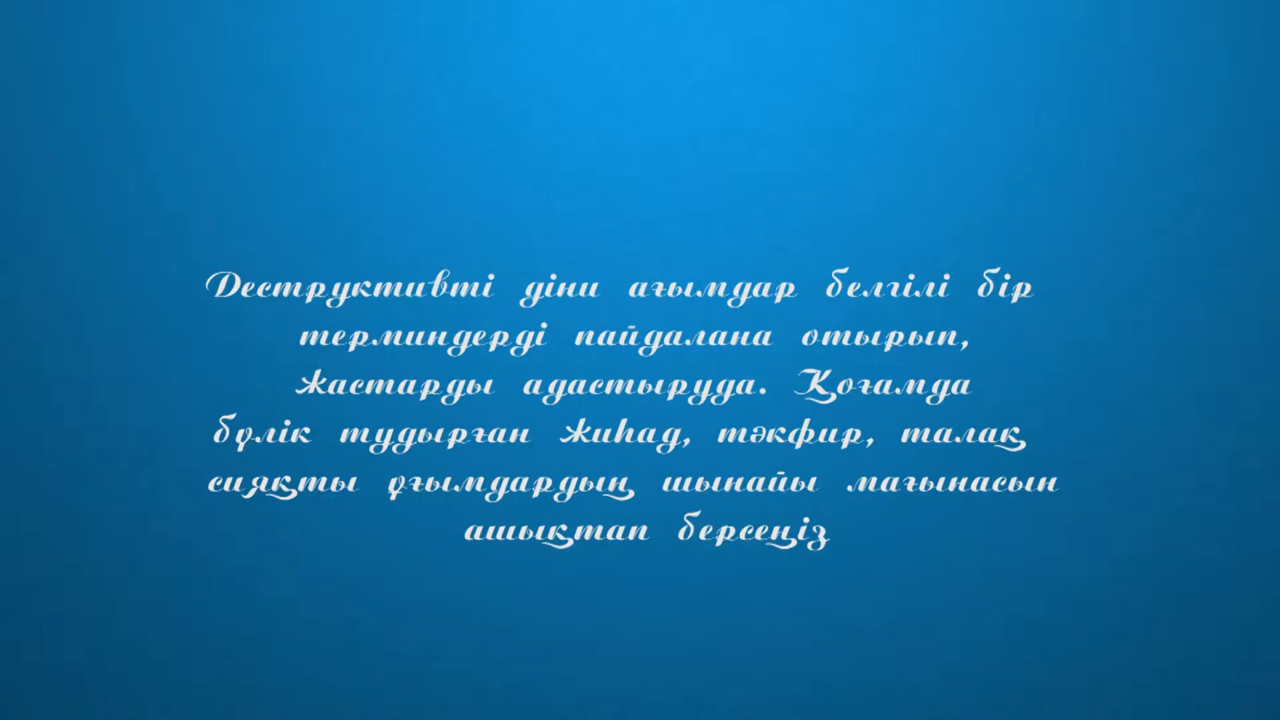 Деструктивті діни ағымдар белгілі бір
терминдерді пайдалана отырып,
жастарды адастыруда. Қоғамда
бүлік тудырған жиһад, тәкфир, талақ
сияқты ұғымдардың шынайы мағынасын
ашықтап берсеңіз